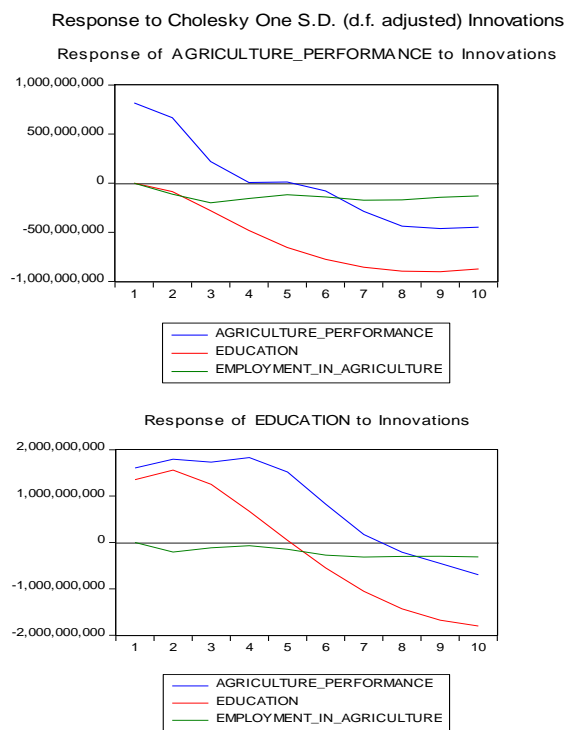 Response to Cholesky One S.D. (d.f. adjusted) Innovations
Response of AGRICULTURE_PERFORMANCE to Innovations
1,000,000,000
500,000,000
0
-500,000,000
-1,000,000,000
1 2 3 4 5 6 7 8 9 10
AGRICULTURE_PERFORMANCE
EDUCATION
EMPLOYMENT_IN_AGRICULTURE
Response of EDUCATION to Innovations
2,000,000,000
1,000,000,000
0
-1,000,000,000
-2,000,000,000
1 2 3 4 5 6 7 8 9 10
AGRICULTURE_PERFORMANCE
EDUCATION
EMPLOYMENT_IN_AGRICULTURE